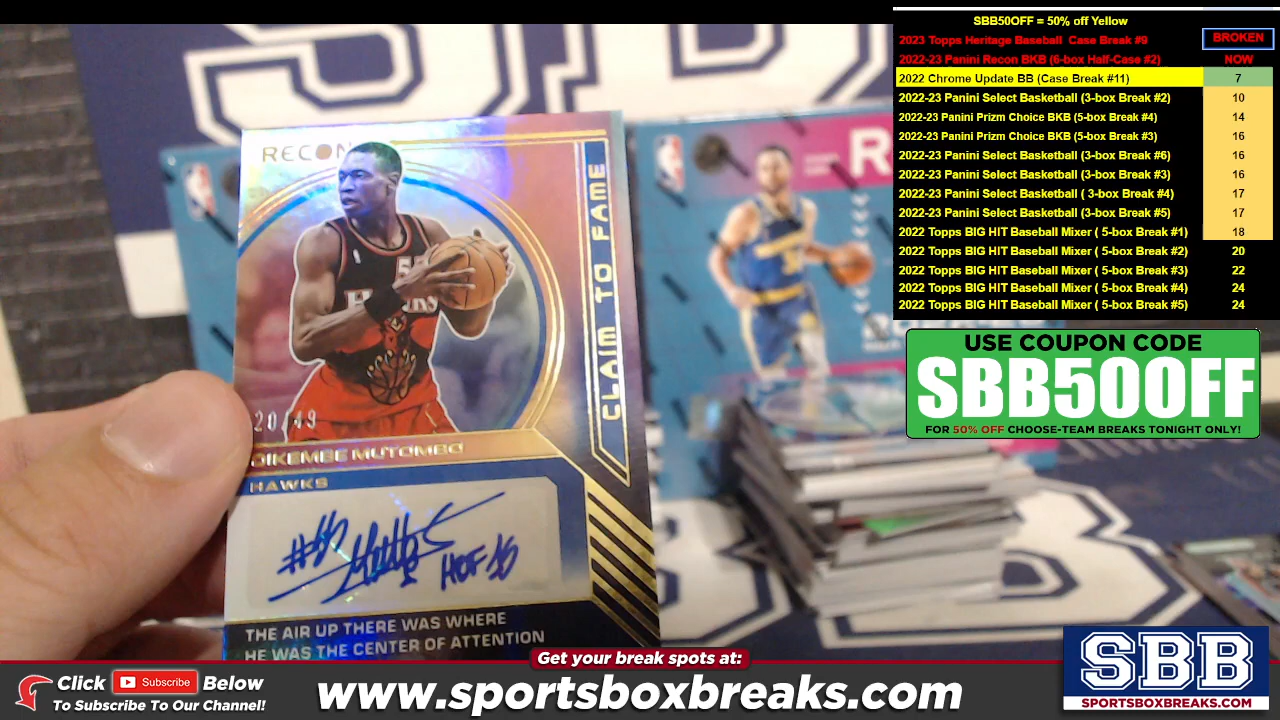 SBB50OFF = 50% off Yellow
2023 Topps Heritage Baseball Case Break #9 BROKEN
2022-23 Panini Recon BKB (6-box Half-Case #2) NOW
2022 Chrome Update BB (Case Break #11) 7
2022-23 Panini Select Basketball (3-box Break #2) 10
2022-23 Panini Prizm Choice BKB (5-box Break #4) 14
2022-23 Panini Prizm Choice BKB (5-box Break #3) 16
2022-23 Panini Select Basketball (3-box Break #6) 16
2022-23 Panini Select Basketball (3-box Break #3) 16
2022-23 Panini Select Basketball ( 3-box Break #4) 17
2022-23 Panini Select Basketball (3-box Break #5) 17
2022 Topps BIG HIT Baseball Mixer ( 5-box Break #1) 18
2022 Topps BIG HIT Baseball Mixer ( 5-box Break #2) 20
2022 Topps BIG HIT Baseball Mixer ( 5-box Break #3) 22
2022 Topps BIG HIT Baseball Mixer ( 5-box Break #4) 24
2022 Topps BIG HIT Baseball Mixer ( 5-box Break #5) 24
USE COUPON CODE
SBB50OFF
FOR 50% OFF CHOOSE-TEAM BREAKS TONIGHT ONLY!
RECON
CLAIM TO FAME
20/49
DIKEMBE MUTOMBO
HAWKS
#55
HOF 15
THE AIR UP THERE WAS WHERE
HE WAS THE CENTER OF ATTENTION
Get your break spots at:
Click Subscribe Below
To Subscribe To Our Channel!
www.sportsboxbreaks.com
SBB
SPORTSBOXBREAKS.COM